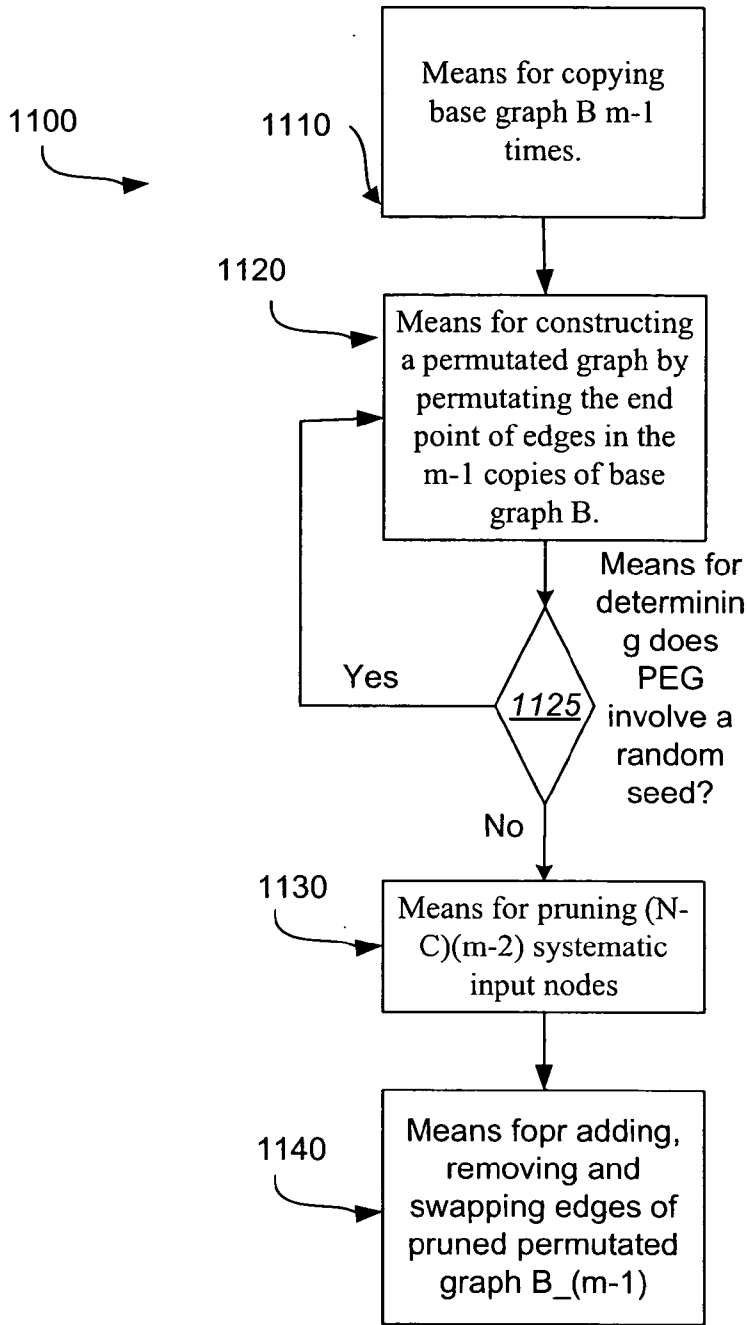 Means for copying
base graph B m-1
times.
1100
1110
1120
Means for constructing
a permutated graph by
permutating the end
point of edges in the
m-1 copies of base
graph B.
Means for
determinin
g does
PEG
involve a
random
seed?
Yes
1125
No
1130
Means for pruning (N-
C)(m-2) systematic
input nodes
1140
Means fopr adding,
removing and
swapping edges of
pruned permutated
graph B_(m-1)